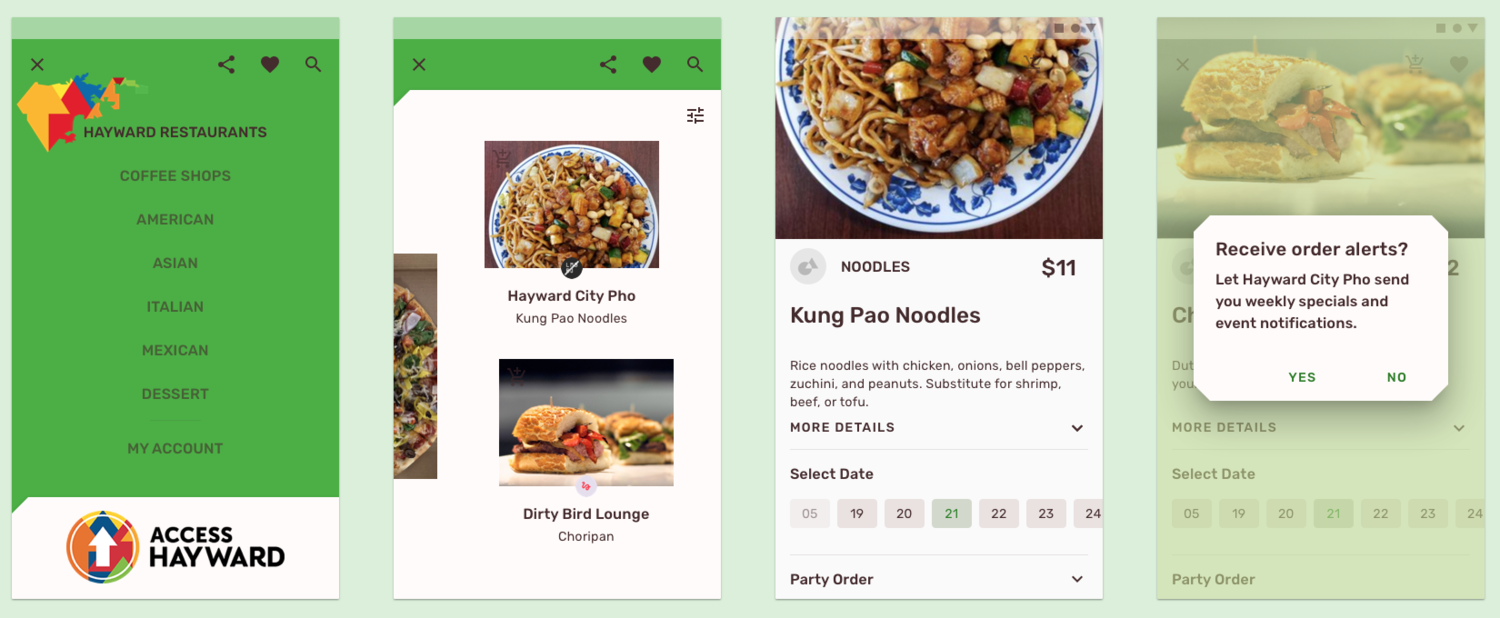 HAYWARD RESTAURANTS
COFFEE SHOPS
AMERICAN
ASIAN
ITALIAN
MEXICAN
DESSERT
MY ACCOUNT
ACCESS
HAYWARD
Hayward City Pho
Kung Pao Noodles
Dirty Bird Lounge
Choripan
NOODLES
$11
Kung Pao Noodles
Rice noodles with chicken, onions, bell peppers,
zuchini, and peanuts. Substitute for shrimp,
beef, or tofu.
MORE DETAILS
Select Date
05 19 20 21 22 23 24
Party Order
2
Receive order alerts?
Let Hayward City Pho send
you weekly specials and
event notifications.
YES NO
MORE DETAILS
Select Date
05 19 20 21 22 23 24
Party Order